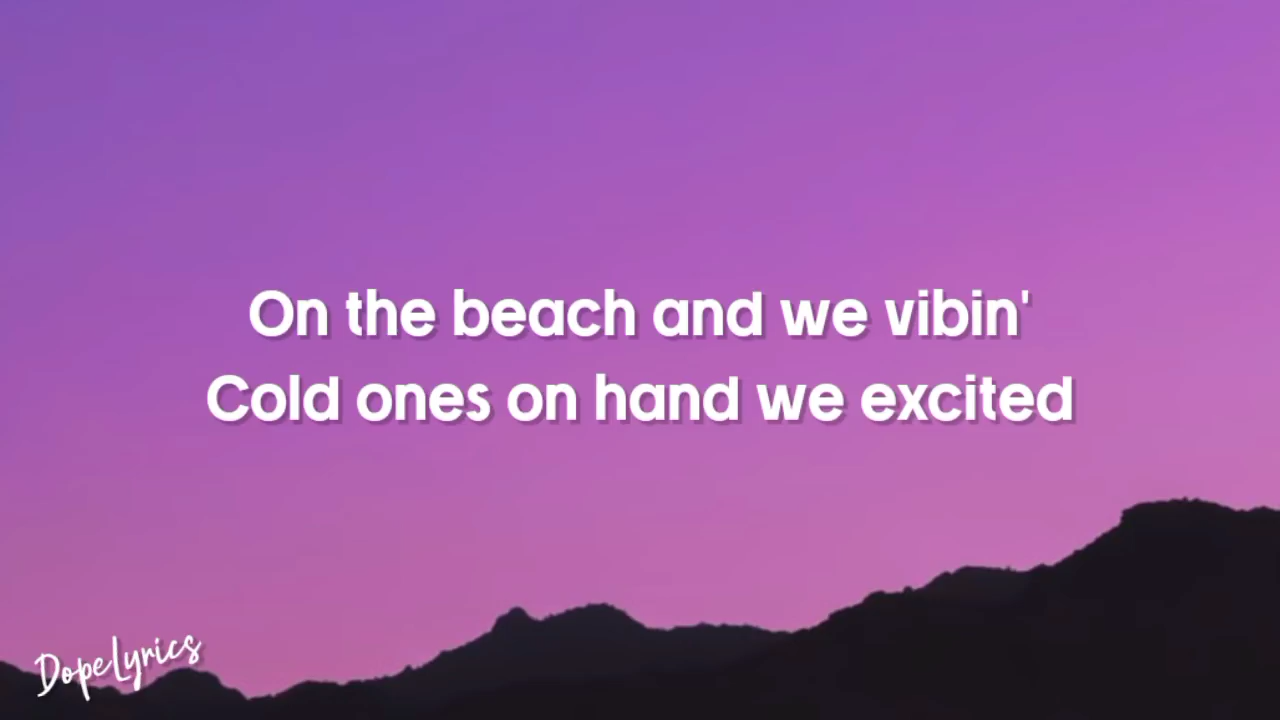 On the beach and we vibin'
Cold ones on hand we excited
DopeLyrics